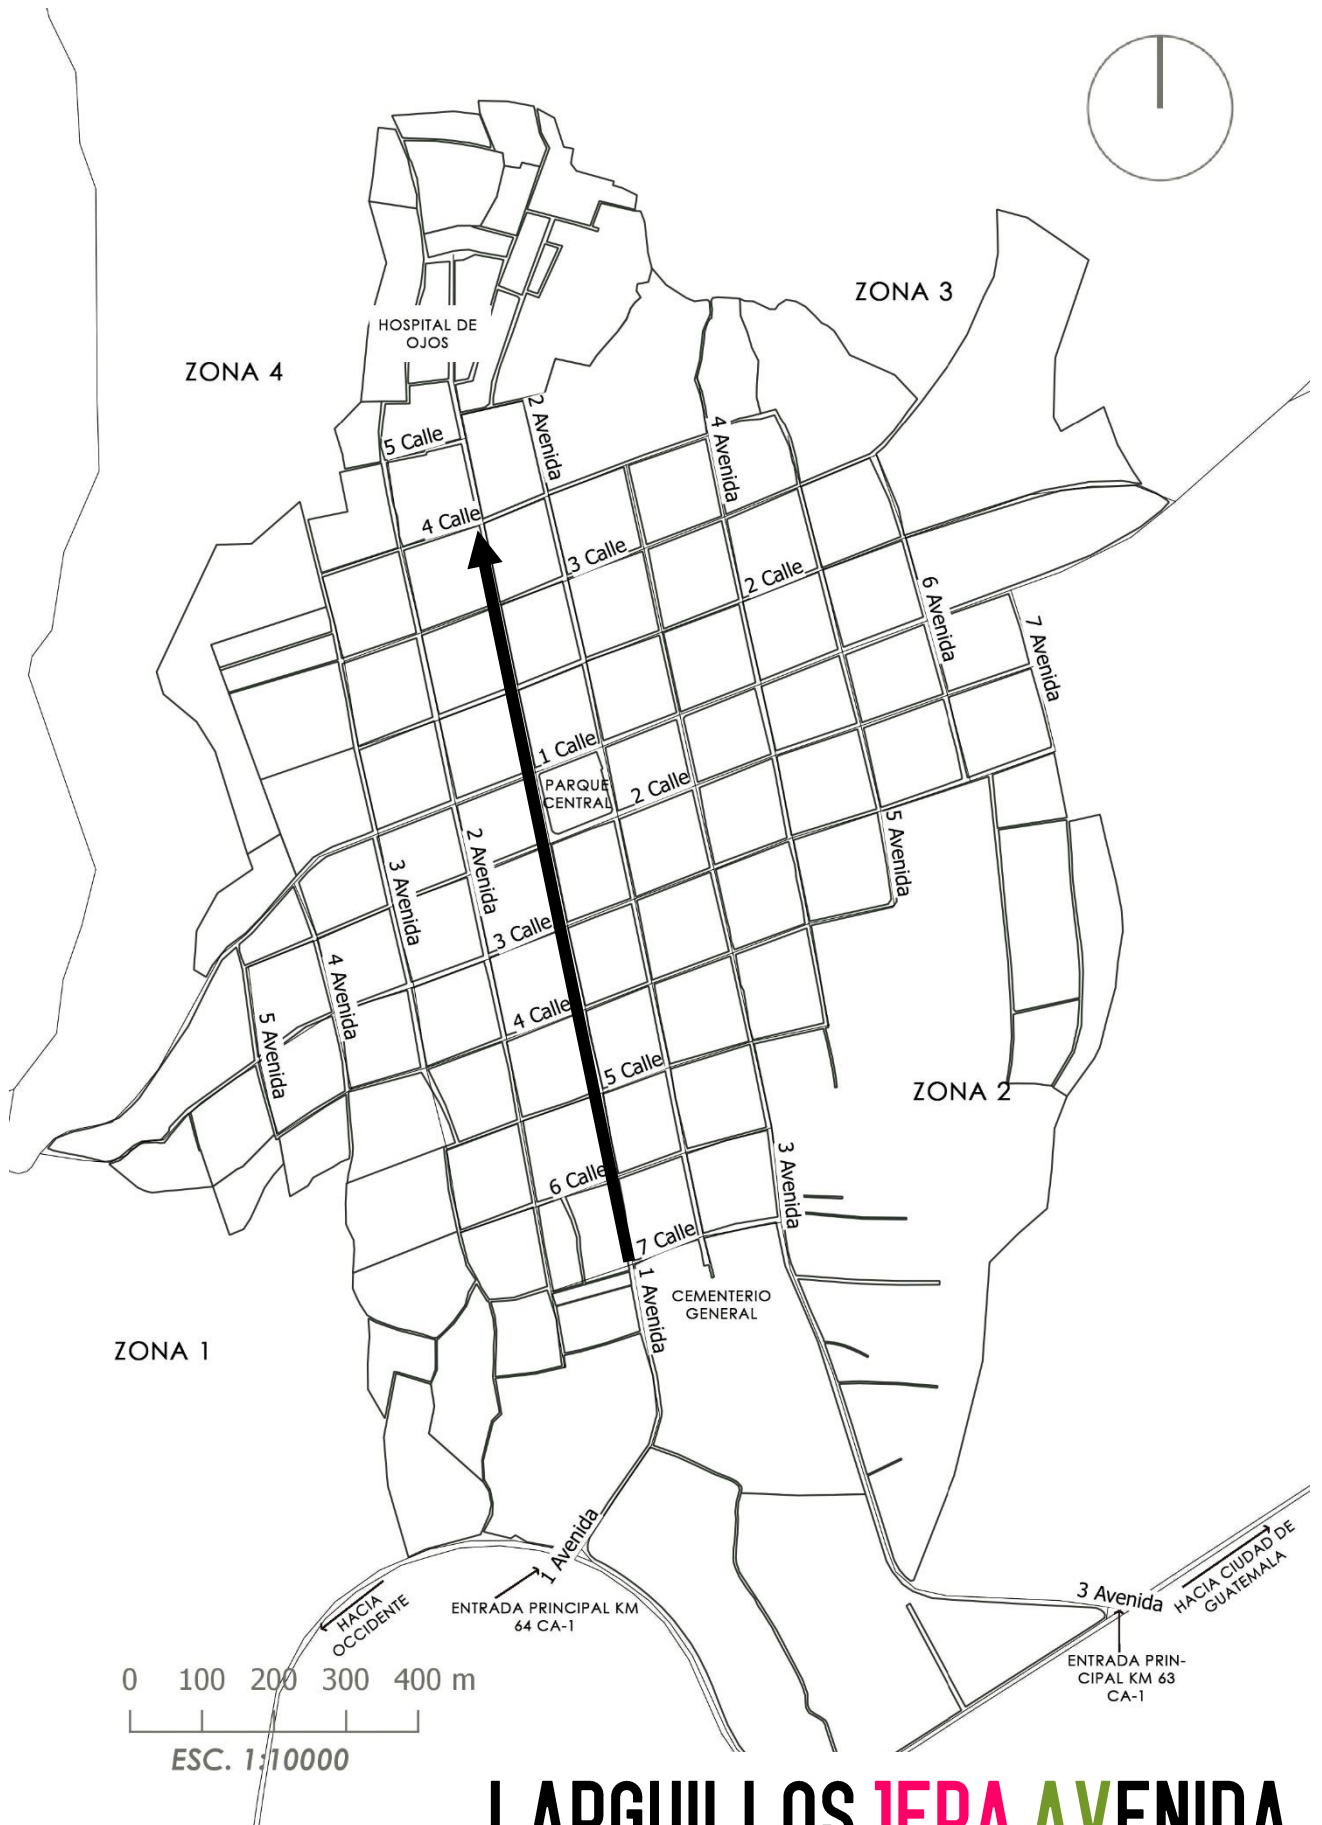 ZONA 3
HOSPITAL DE
OJOS
ZONA 4
2 Avenida
4 Avenida
5 Calle
4 Calle
3 Calle
2 Calle
6 Avenida
7 Avenida
1 Calle
PARQUE
CENTRAL
2 Calle
5 Avenida
2 Avenida
3 Avenida
3 Calle
4 Avenida
4 Calle
5 Avenida
5 Calle
ZONA 2
6 Calle
3 Avenida
7 Calle
1 Avenida
CEMENTERIO
GENERAL
ZONA 1
1 Avenida
HACIA
OCCIDENTE
ENTRADA PRINCIPAL KM
64 CA-1
3 Avenida
HACIA CIUDAD DE
GUATEMALA
ENTRADA PRIN-
CIPAL KM 63
CA-1
0 100 200 300 400 m
ESC. 1:10000
LARGUILLOS 1ERA AVENIDA